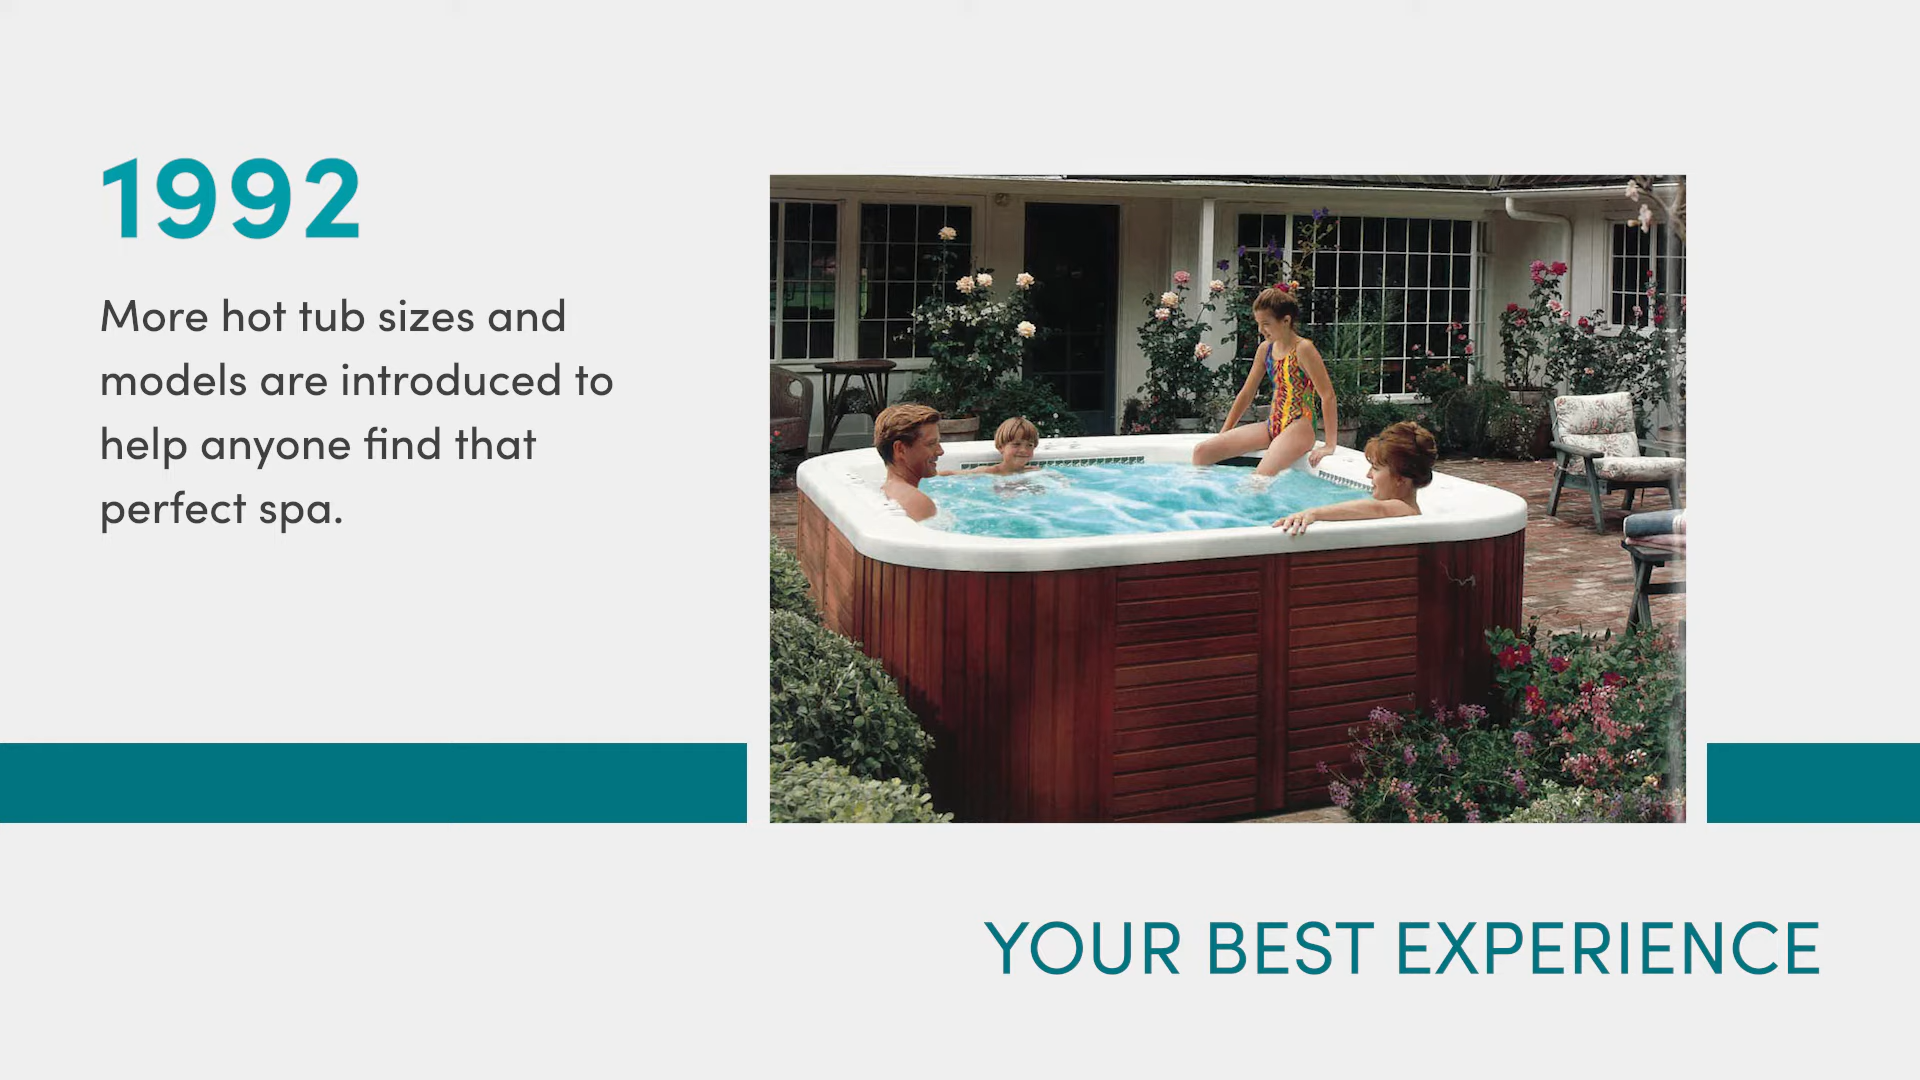 1992
More hot tub sizes and
models are introduced to
help anyone find that
perfect spa.
YOUR BEST EXPERIENCE